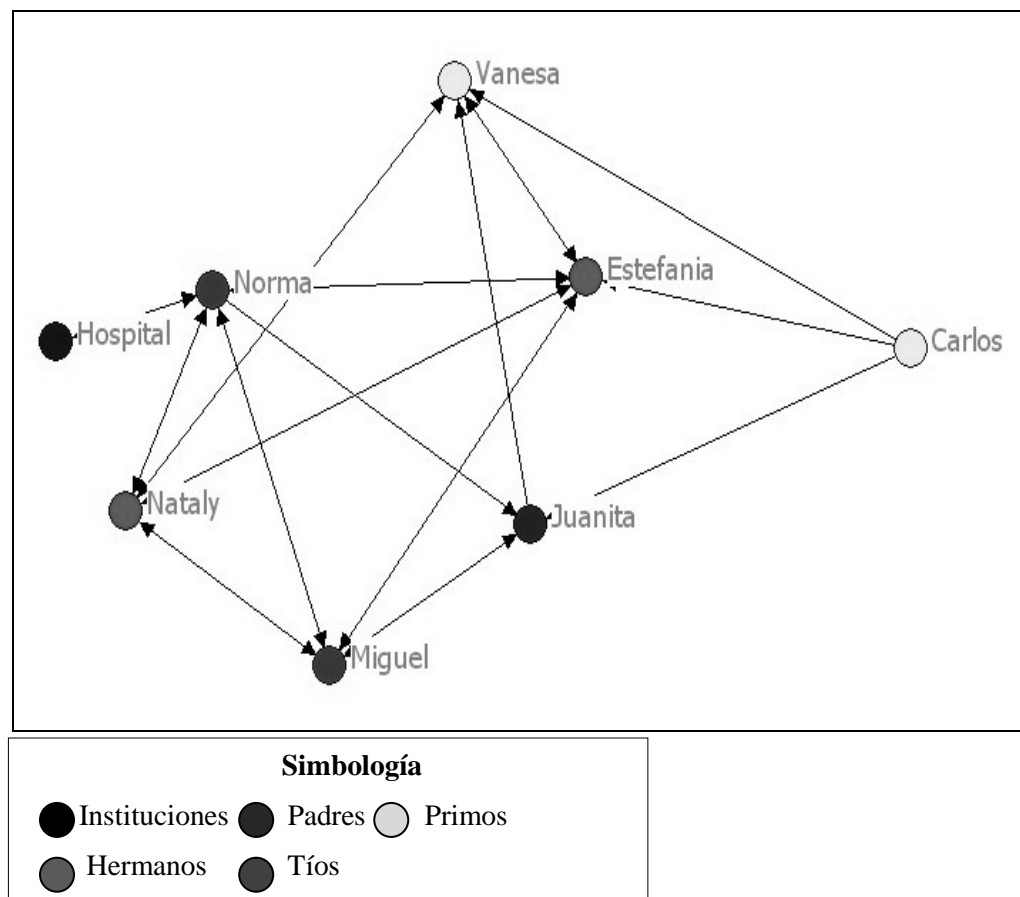 Vanesa
Norma
Estefania
Hospital
Carlos
Nataly
Juanita
Miguel
Simbología
Instituciones Padres Primos
Hermanos Tíos